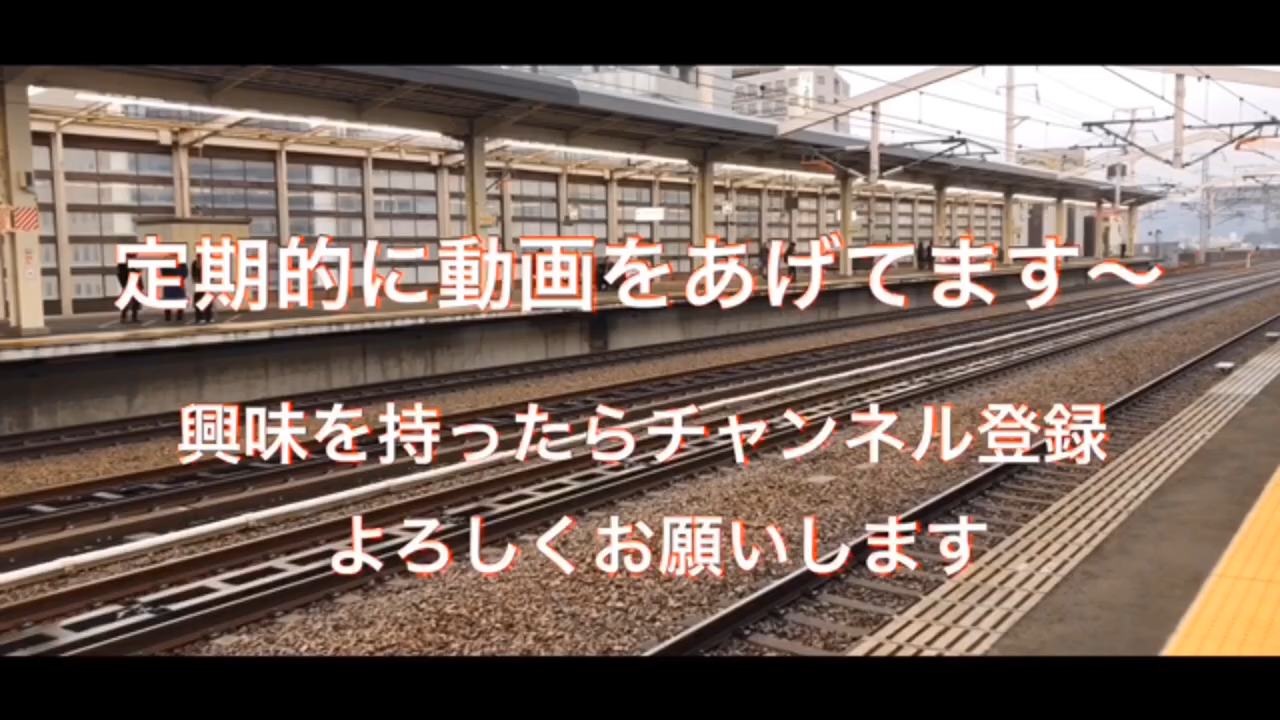 定期的に動画をあげてます〜
興味を持ったらチャンネル登録
よろしくお願いします